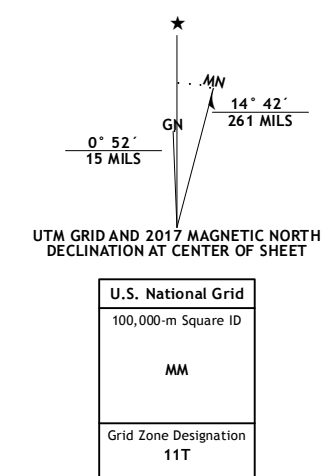 MN
14° 42´
261 MILS
GN
0° 52´
15 MILS
UTM GRID AND 2017 MAGNETIC NORTH
DECLINATION AT CENTER OF SHEET
U.S. National Grid
100,000-m Square ID
MM
Grid Zone Designation
11T